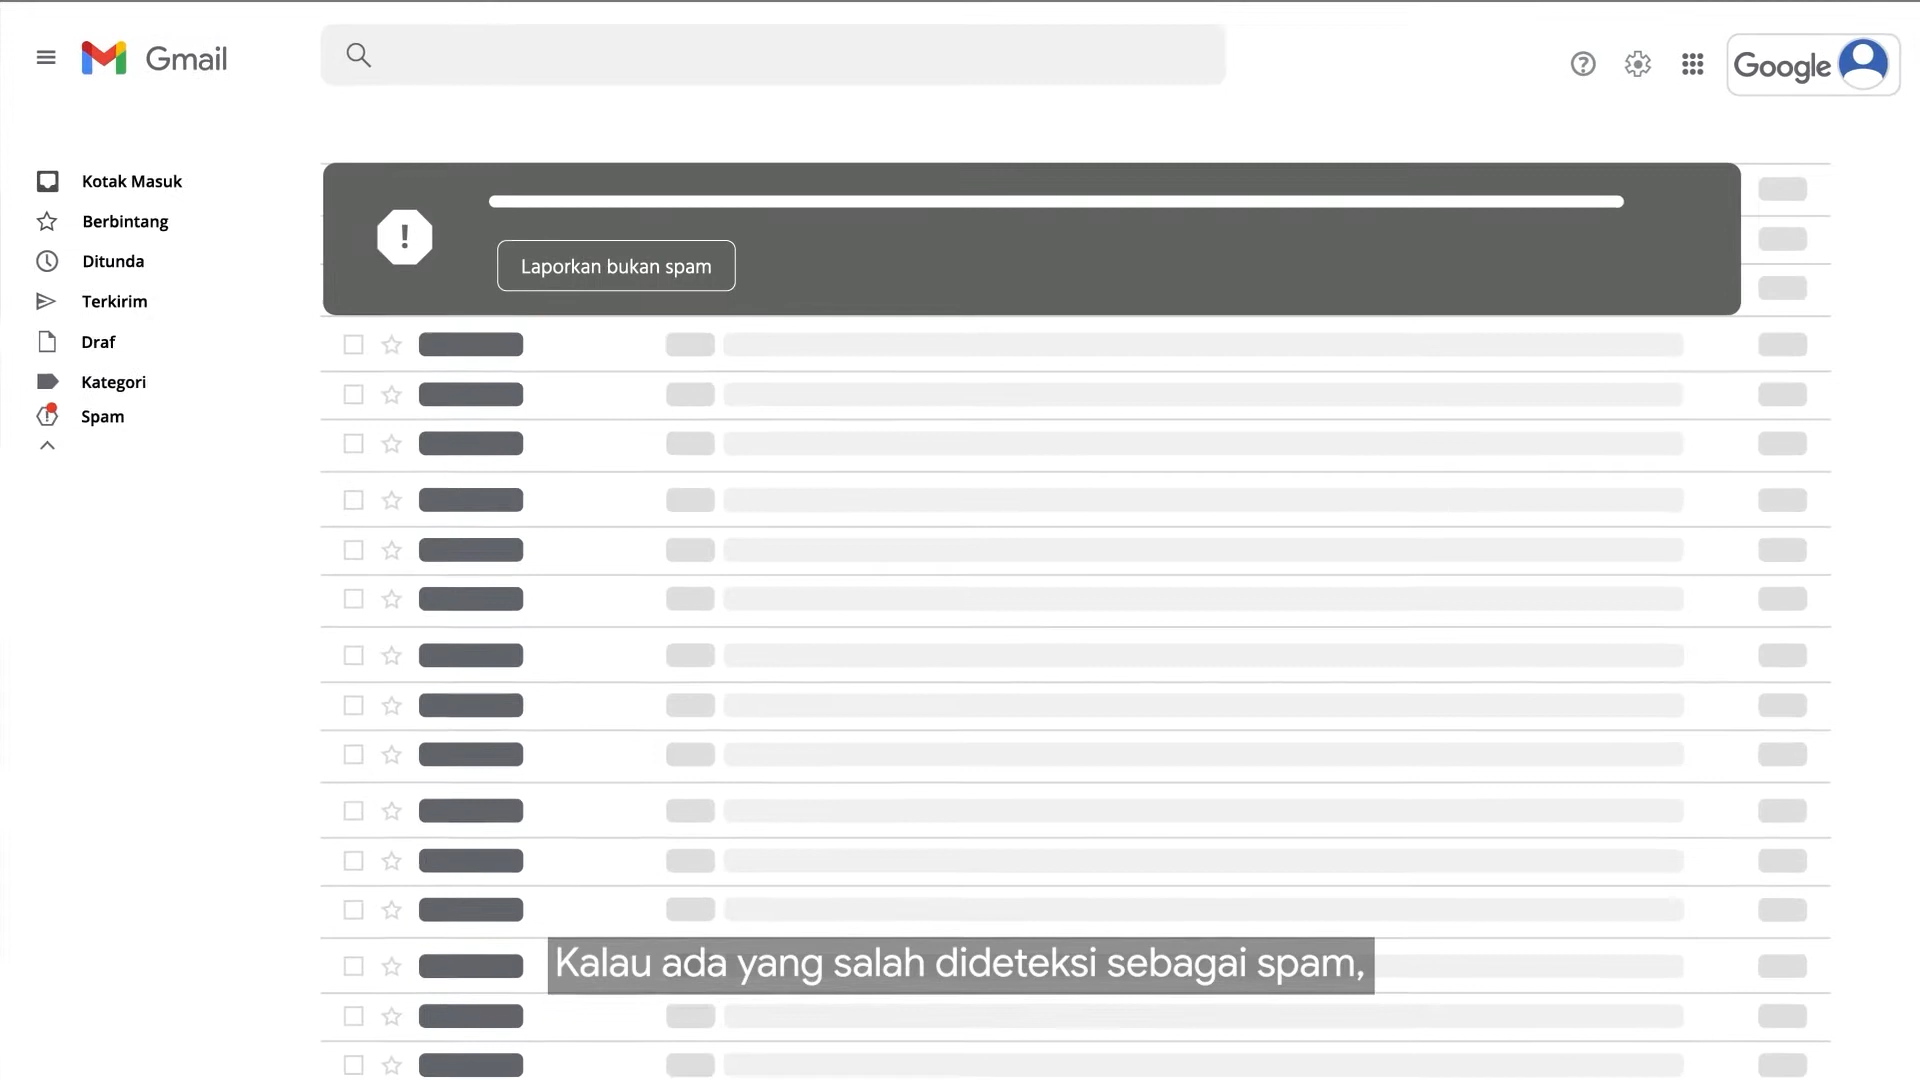 Gmail
Google
Kotak Masuk
Berbintang
Ditunda
Terkirim
Draf
Kategori
Spam
!
Laporkan bukan spam
Kalau ada yang salah dideteksi sebagai spam,